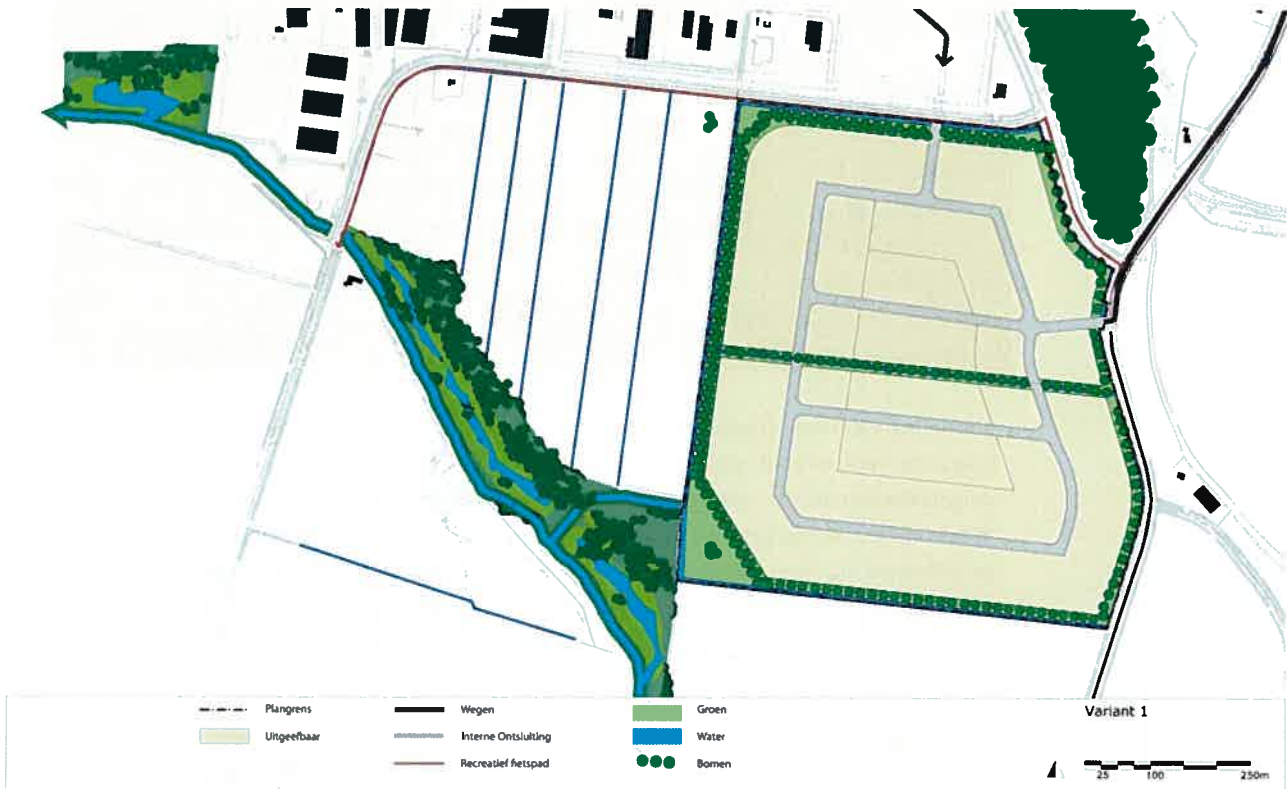 Plangrens
Uitgeefbaar
Wegen
Interne Ontsluiting
Recreatief fietspad
Groen
Water
Bomen
Variant 1
25 100 250m